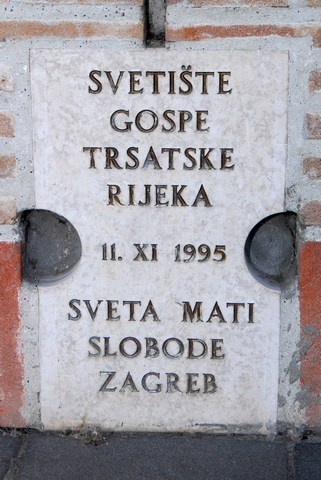 SVETIŠTE
GOSPE
TRSATSKE
RIJEKA
11. XI 1995
SVETA MATI
SLOBODE
ZAGREB